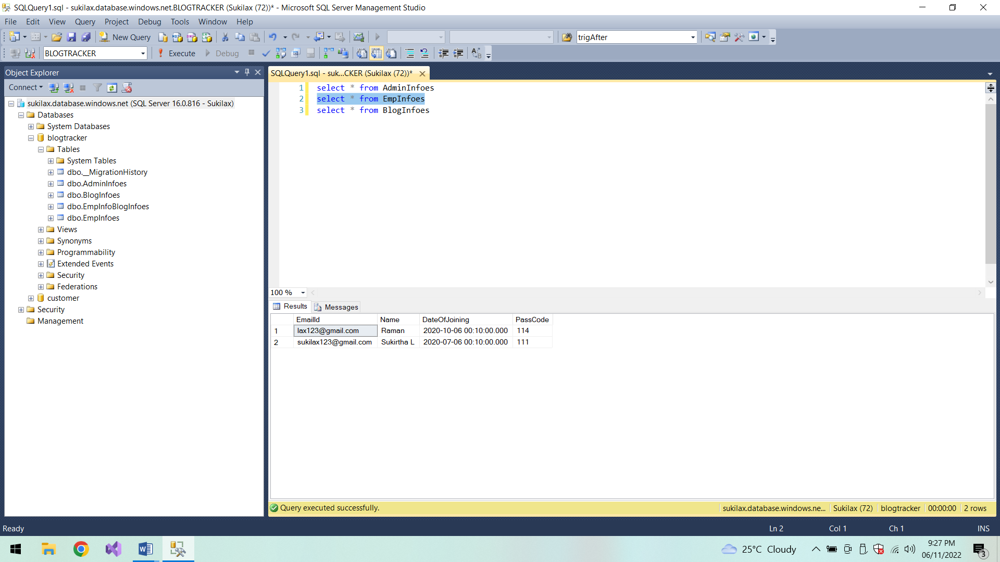 SQLQuery1.sql - sukilax.database.windows.net.BLOGTRACKER (Sukilax (72))* - Microsoft SQL Server Management Studio
File Edit View Query Project Debug Tools Window Help
New Query
trigAfter
BLOGTRACKER
Execute
Debug
Object Explorer
Connect
sukilax.database.windows.net (SQL Server 16.0.816 - Sukilax)
Databases
System Databases
blogtracker
Tables
System Tables
dbo.__MigrationHistory
dbo.AdminInfoes
dbo.BlogInfoes
dbo.EmpInfoBlogInfoes
dbo.EmpInfoes
Views
Synonyms
Programmability
Extended Events
Security
Federations
customer
Security
Management
SQLQuery1.sql - suk...CKER (Sukilax (72))*
1 select * from AdminInfoes
2 select * from EmpInfoes
3 select * from BlogInfoes
100 %
Results Messages
EmailId Name DateOfJoining PassCode
1 lax123@gmail.com Raman 2020-10-06 00:10:00.000 114
2 sukilax123@gmail.com Sukirtha L 2020-07-06 00:10:00.000 111
Query executed successfully.
sukilax.database.windows.ne... Sukilax (72) blogtracker 00:00:00 2 rows
Ready
Ln 2 Col 1 Ch 1 INS
25°C Cloudy
9:27 PM
06/11/2022
3